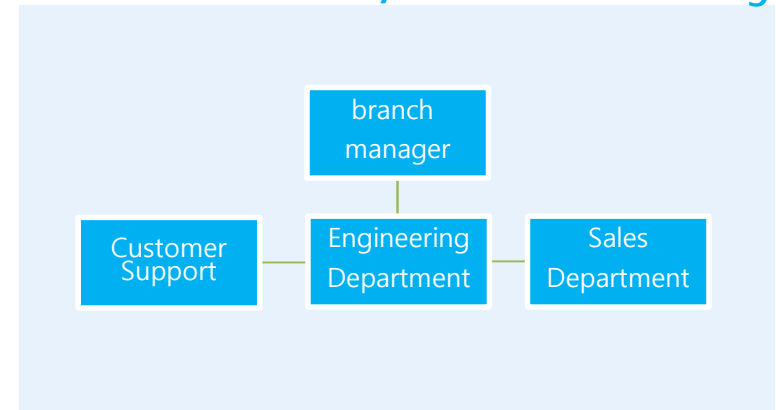 branch
manager
Customer
Support
Engineering
Department
Sales
Department